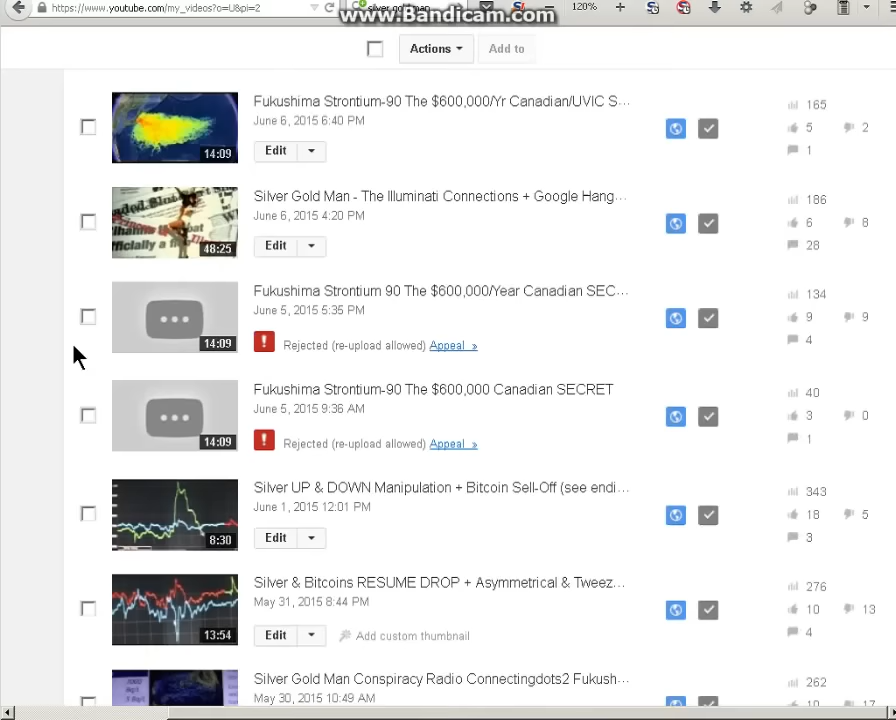 https://www.youtube.com/my_videos?o=U&pi=2
www.Bandicam.com
120%
Actions
Add to
Fukushima Strontium-90 The $600,000/Yr Canadian/UVIC S...
165
June 6, 2015 6:40 PM
5
2
Edit
1
14:09
Silver Gold Man - The Illuminati Connections + Google Hang...
186
June 6, 2015 4:20 PM
6
8
Edit
28
48:25
Fukushima Strontium 90 The $600,000/Year Canadian SEC...
134
June 5, 2015 5:35 PM
9
9
14:09
Rejected (re-upload allowed) Appeal »
4
Fukushima Strontium-90 The $600,000 Canadian SECRET
40
June 5, 2015 9:36 AM
3
0
14:09
Rejected (re-upload allowed) Appeal »
1
Silver UP & DOWN Manipulation + Bitcoin Sell-Off (see endi...
343
June 1, 2015 12:01 PM
18
5
Edit
3
8:30
Silver & Bitcoins RESUME DROP + Asymmetrical & Tweez...
276
May 31, 2015 8:44 PM
10
13
13:54
Edit
Add custom thumbnail
4
Silver Gold Man Conspiracy Radio Connectingdots2 Fukush...
262
May 30, 2015 10:49 AM
10
17